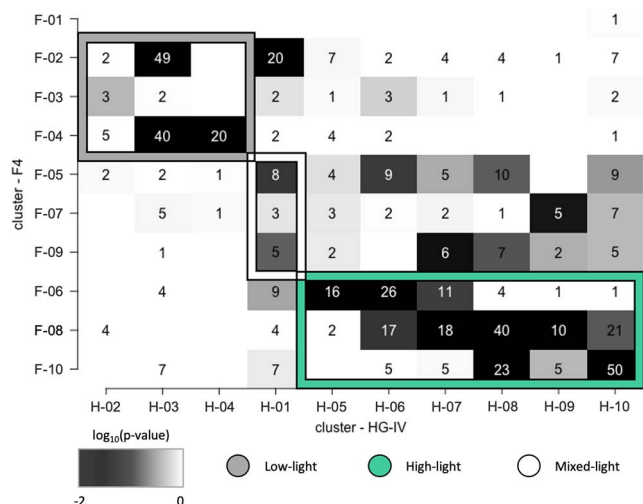 F-01 1
F-02 2 49 20 7 2 4 4 1 7
F-03 3 2 2 1 3 1 1 2
F-04 5 40 20 2 4 2 1
F-05 2 2 1 8 4 9 5 10 9
F-07 5 1 3 3 2 2 1 5 7
F-09 1 5 2 6 7 2 5
F-06 4 9 16 26 11 4 1 1
F-08 4 4 2 17 18 40 10 21
F-10 7 7 5 5 23 5 50
cluster - F4
H-02 H-03 H-04 H-01 H-05 H-06 H-07 H-08 H-09 H-10
cluster - HG-IV
log₁₀(p-value)
-2 0
Low-light High-light Mixed-light